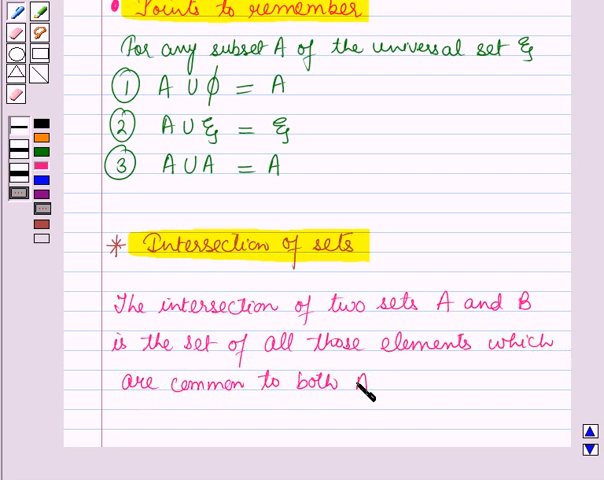 Points to remember
For any subset A of the universal set ξ
① A ∪ ϕ = A
② A ∪ ξ = ξ
③ A ∪ A = A
* Intersection of sets
The intersection of two sets A and B
is the set of all those elements which
are common to both A